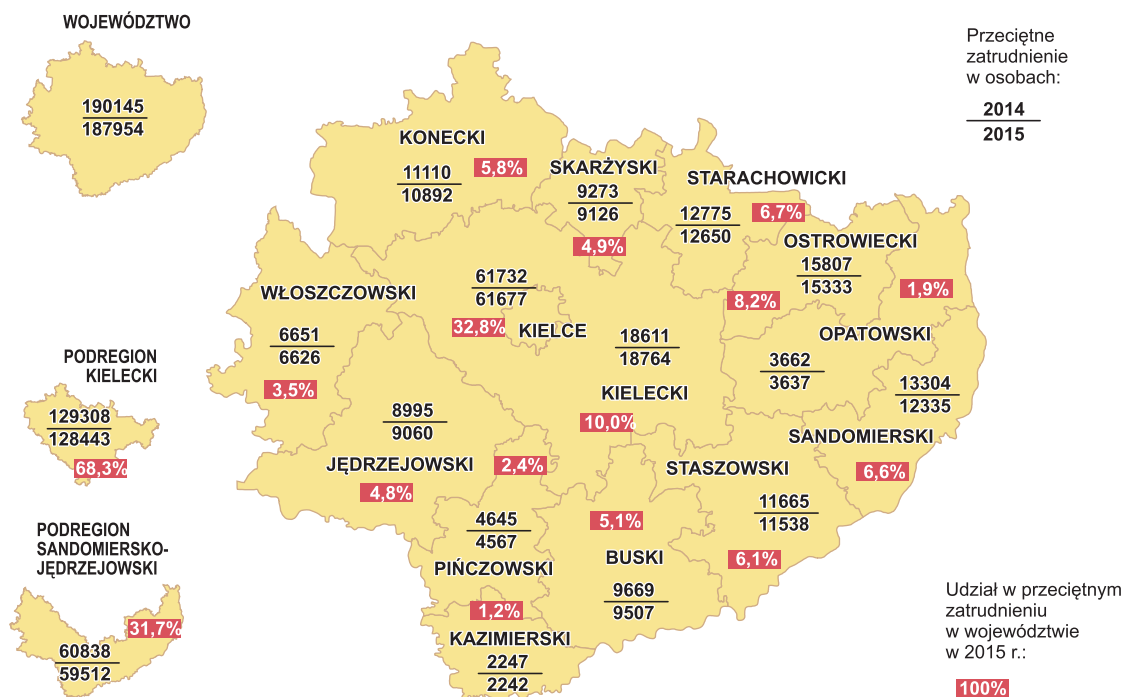 WOJEWÓDZTWO
190145
187954
Przeciętne
zatrudnienie
w osobach:
2014
2015
KONECKI
11110
10892
5,8%
SKARŻYSKI
9273
9126
4,9%
STARACHOWICKI
12775
12650
6,7%
OSTROWIECKI
15807
15333
8,2%
1,9%
WŁOSZCZOWSKI
6651
6626
3,5%
61732
61677
32,8%
KIELCE
18611
18764
KIELECKI
10,0%
OPATOWSKI
3662
3637
13304
12335
SANDOMIERSKI
6,6%
PODREGION
KIELECKI
129308
128443
68,3%
8995
9060
JĘDRZEJOWSKI
4,8%
2,4%
STASZOWSKI
11665
11538
6,1%
4645
4567
PIŃCZOWSKI
5,1%
BUSKI
9669
9507
1,2%
KAZIMIERSKI
2247
2242
PODREGION
SANDOMIERSKO-
JĘDRZEJOWSKI
31,7%
60838
59512
Udział w przeciętnym
zatrudnieniu
w województwie
w 2015 r.:
100%